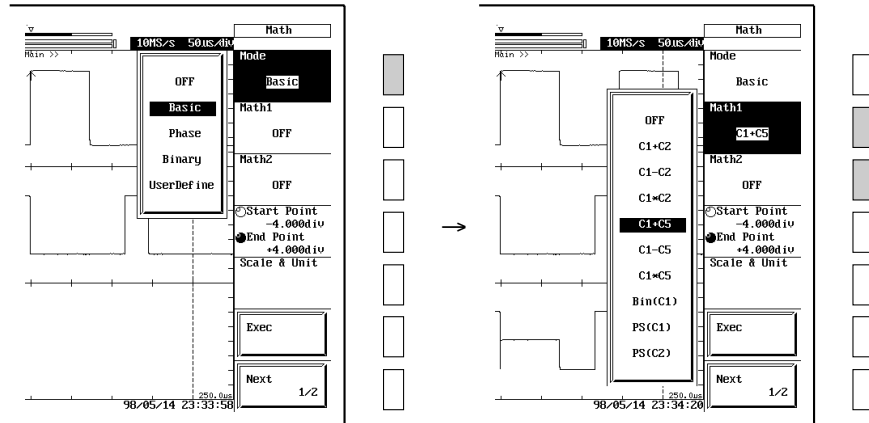 Math
10MS/s 50us/div
Main >>
Mode
Basic
OFF
Basic
Phase
Binary
UserDefine
Math1
OFF
Math2
OFF
Start Point
-4.000div
End Point
+4.000div
Scale & Unit
Exec
Next
1/2
250.0us
98/05/14 23:33:58
→
Math
10MS/s 50us/div
Main >>
Mode
Basic
OFF
C1+C2
C1-C2
C1*C2
C1+C5
C1-C5
C1*C5
Bin(C1)
PS(C1)
PS(C2)
Math1
C1+C5
Math2
OFF
Start Point
-4.000div
End Point
+4.000div
Scale & Unit
Exec
Next
1/2
250.0us
98/05/14 23:34:20